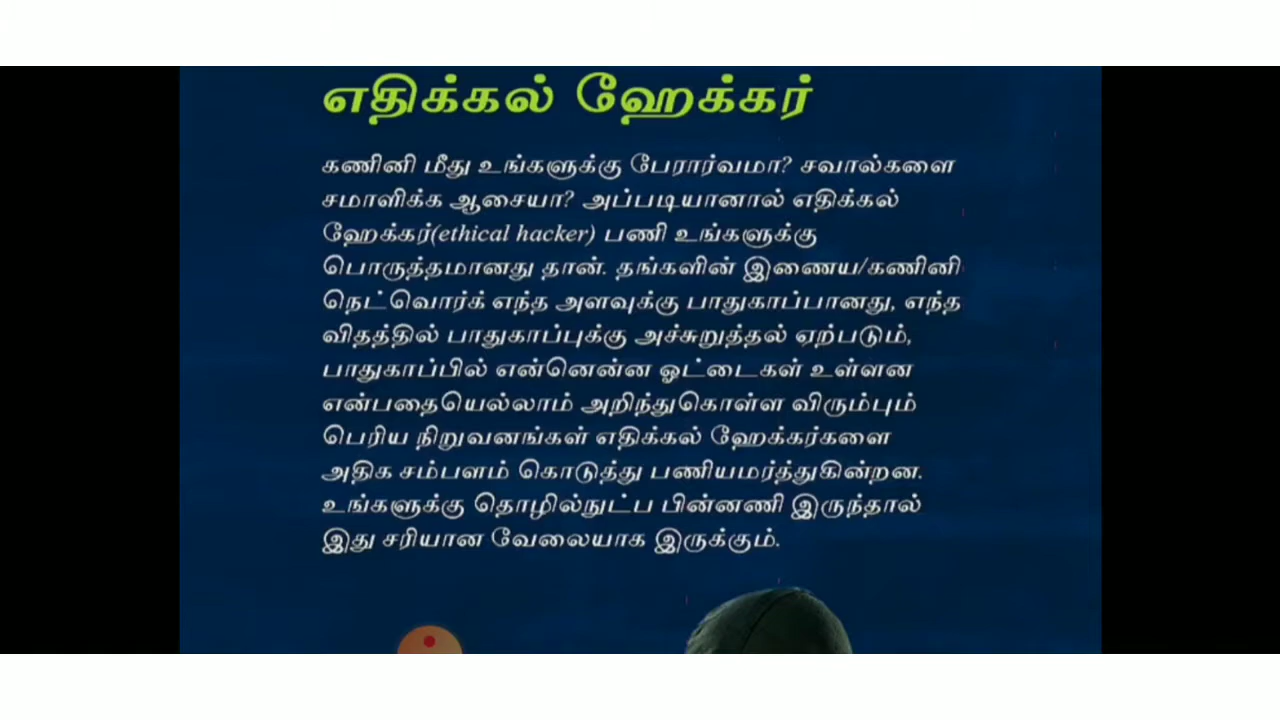 எதிக்கல் ஹேக்கர்
கணினி மீது உங்களுக்கு பேரார்வமா? சவால்களை
சமாளிக்க ஆசையா? அப்படியானால் எதிக்கல்
ஹேக்கர்(ethical hacker) பணி உங்களுக்கு
பொருத்தமானது தான். தங்களின் இணைய/கணினி
நெட்வொர்க் எந்த அளவுக்கு பாதுகாப்பானது, எந்த
விதத்தில் பாதுகாப்புக்கு அச்சுறுத்தல் ஏற்படும்,
பாதுகாப்பில் என்னென்ன ஓட்டைகள் உள்ளன
என்பதையெல்லாம் அறிந்துகொள்ள விரும்பும்
பெரிய நிறுவனங்கள் எதிக்கல் ஹேக்கர்களை
அதிக சம்பளம் கொடுத்து பணியமர்த்துகின்றன.
உங்களுக்கு தொழில்நுட்ப பின்னணி இருந்தால்
இது சரியான வேலையாக இருக்கும்.